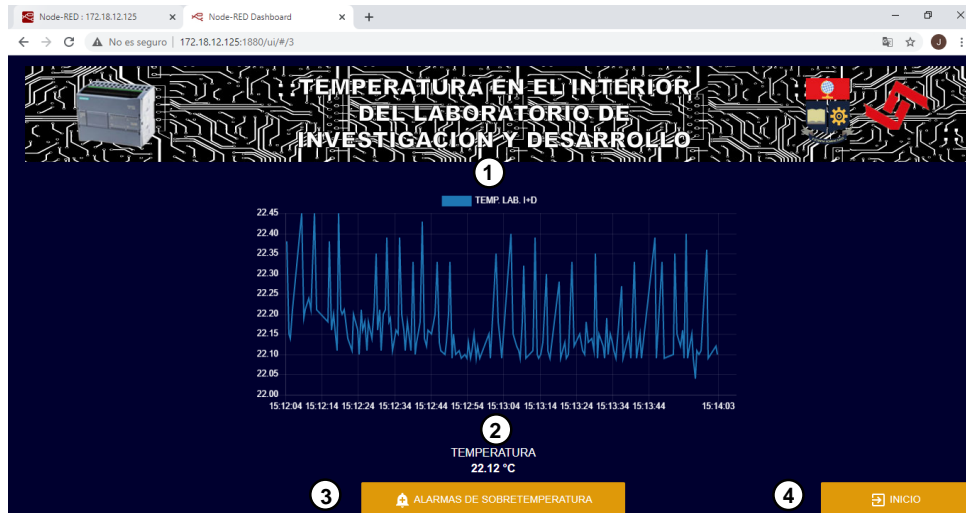 Node-RED : 172.18.12.125
Node-RED Dashboard
No es seguro
172.18.12.125:1880/ui/#/3
J
TEMPERATURA EN EL INTERIOR
DEL LABORATORIO DE
INVESTIGACIÓN Y DESARROLLO
1
TEMP. LAB. I+D
22.45
22.40
22.35
22.30
22.25
22.20
22.15
22.10
22.05
22.00
15:12:04 15:12:14 15:12:24 15:12:34 15:12:44 15:12:54 15:13:04 15:13:14 15:13:24 15:13:34 15:13:44 15:14:03
2
TEMPERATURA
22.12 °C
3
ALARMAS DE SOBRETEMPERATURA
4
INICIO